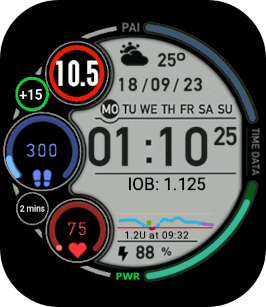 PAI
10.5
25°
+15
18/09/23
MO TU WE TH FR SA SU
01:10 25
300
IOB: 1.125
TIME DATA
2 mins
75
1.2U at 09:32
88 %
PWR